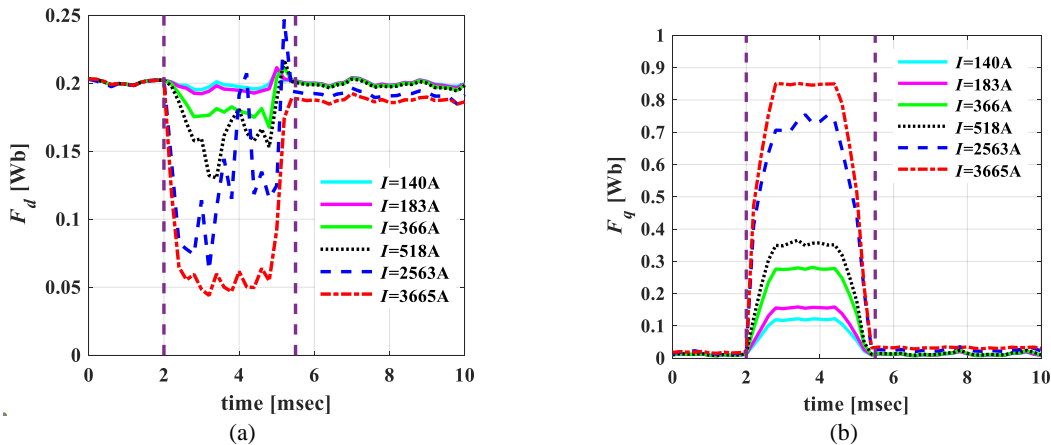 0.25
0.2
0.15
0.1
0.05
0
F_d [Wb]
I=140A
I=183A
I=366A
I=518A
I=2563A
I=3665A
0 2 4 6 8 10
time [msec]
(a)
1
0.9
0.8
0.7
0.6
0.5
0.4
0.3
0.2
0.1
0
F_q [Wb]
I=140A
I=183A
I=366A
I=518A
I=2563A
I=3665A
0 2 4 6 8 10
time [msec]
(b)